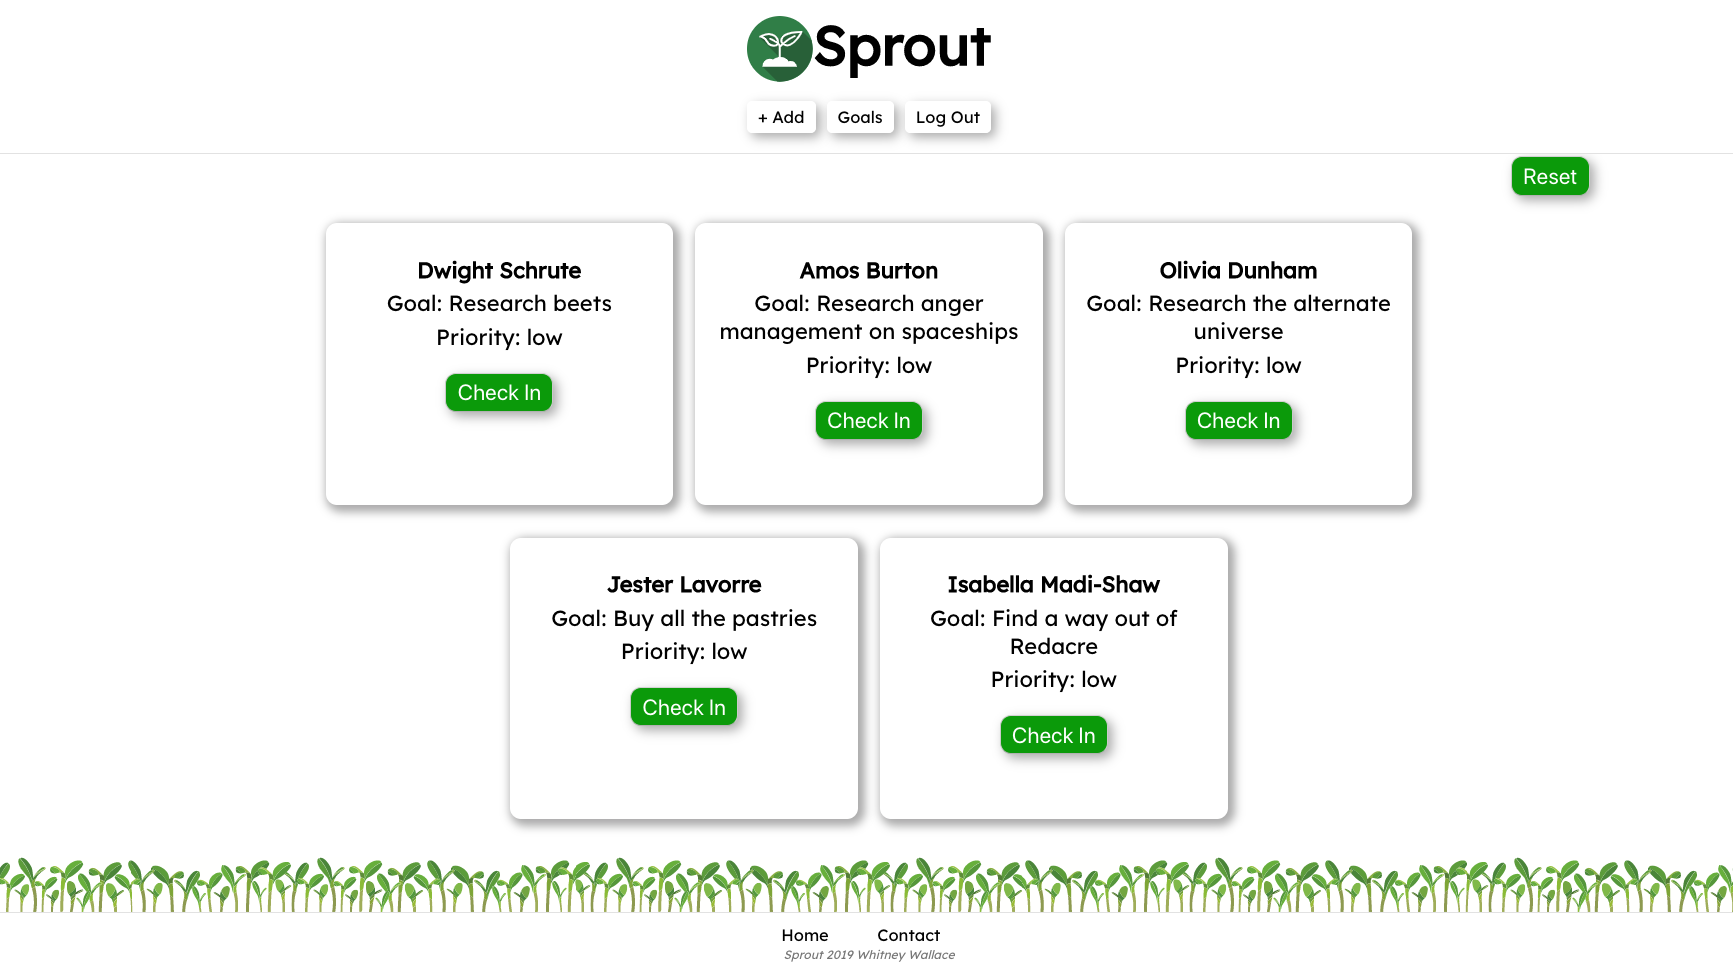 Sprout
+ Add
Goals
Log Out
Reset
Dwight Schrute
Goal: Research beets
Priority: low
Check In
Amos Burton
Goal: Research anger
management on spaceships
Priority: low
Check In
Olivia Dunham
Goal: Research the alternate
universe
Priority: low
Check In
Jester Lavorre
Goal: Buy all the pastries
Priority: low
Check In
Isabella Madi-Shaw
Goal: Find a way out of
Redacre
Priority: low
Check In
Home
Contact
Sprout 2019 Whitney Wallace